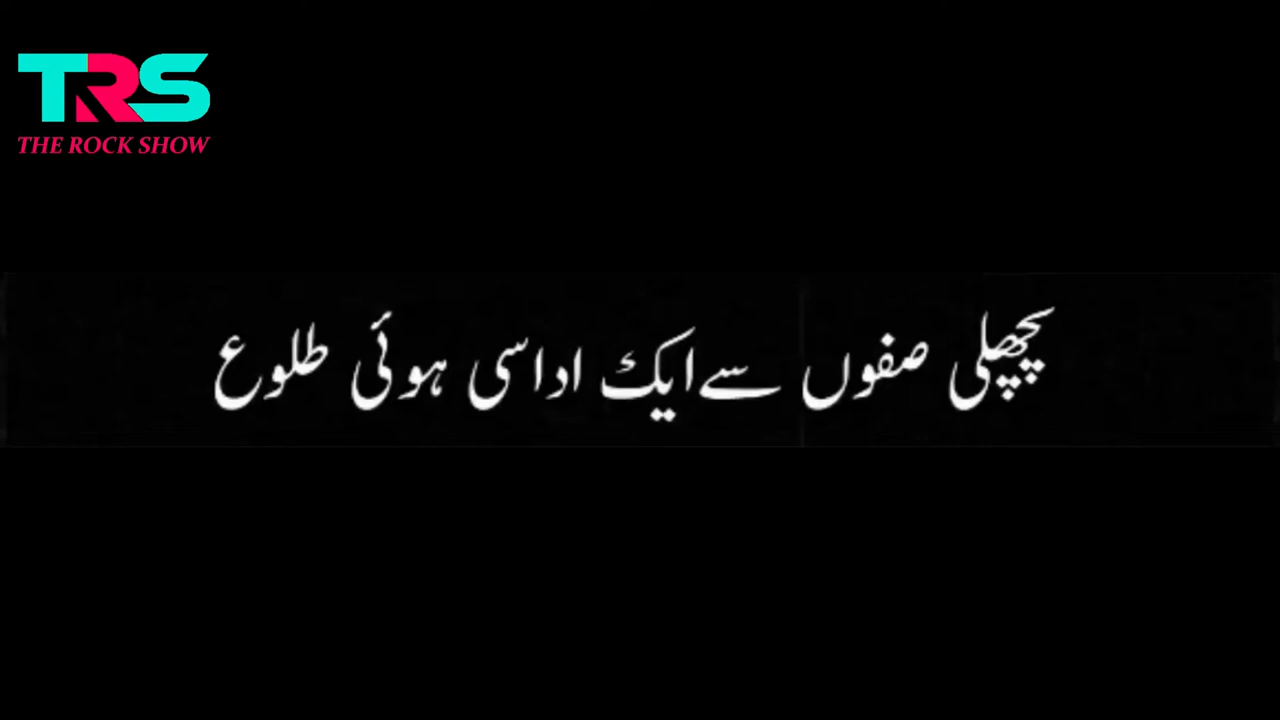 TRS
THE ROCK SHOW
پچھلی صفوں سے ایک اداسی ہوئی طلوع